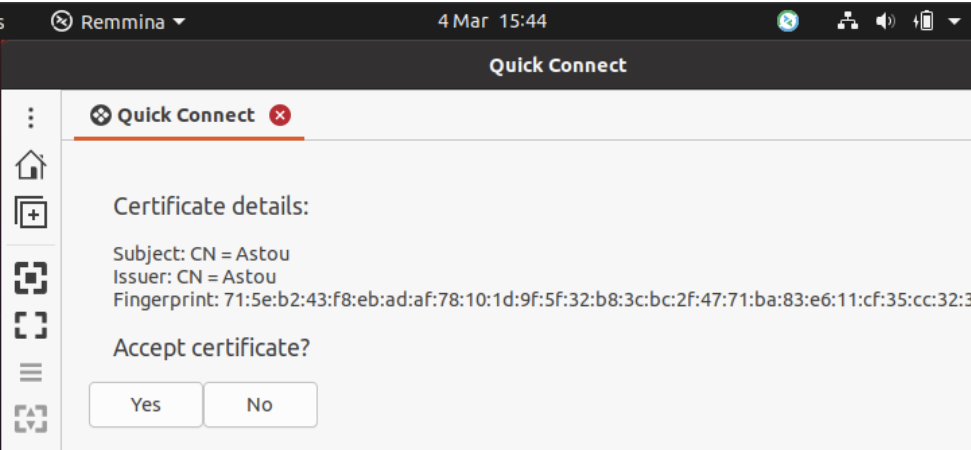 s Remmina 4 Mar 15:44
Quick Connect
Quick Connect
Certificate details:
Subject: CN = Astou
Issuer: CN = Astou
Fingerprint: 71:5e:b2:43:f8:eb:ad:af:78:10:1d:9f:5f:32:b8:3c:bc:2f:47:71:ba:83:e6:11:cf:35:cc:32:3
Accept certificate?
Yes No